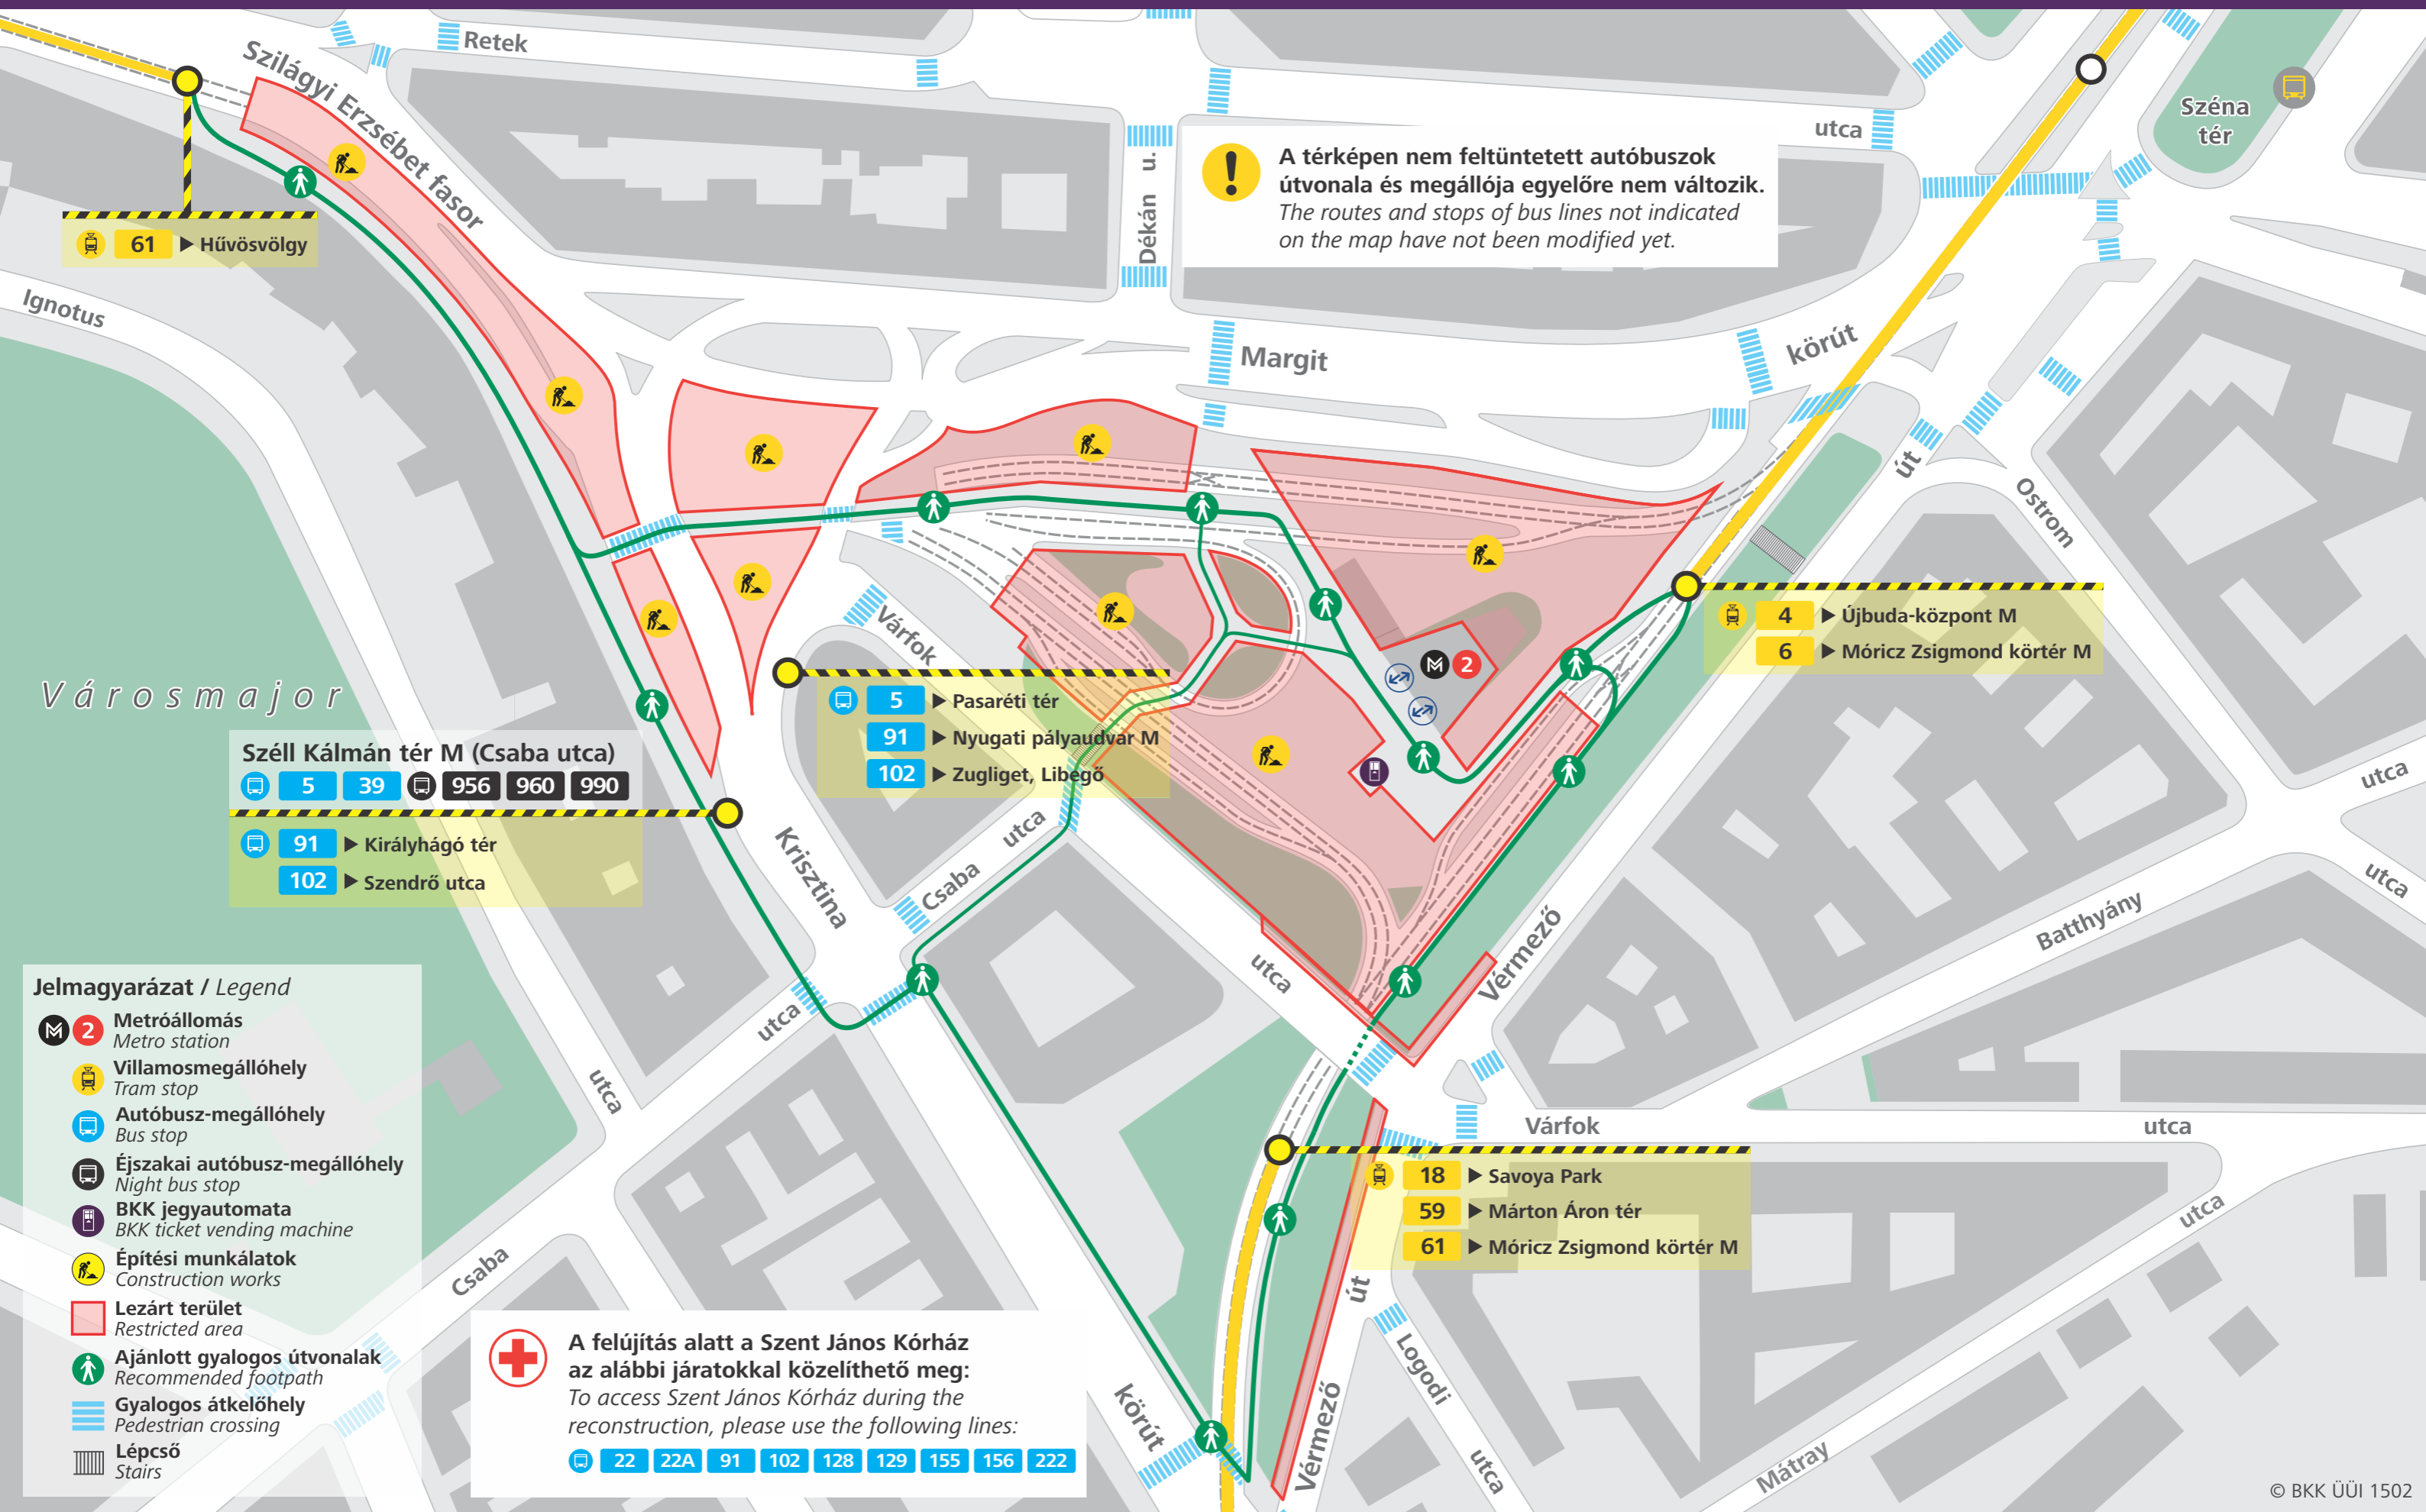 Retek
Szilágyi Erzsébet fasor
utca
Széna
tér
Dékán u.
A térképen nem feltüntetett autóbuszok
útvonala és megállója egyelőre nem változik.
The routes and stops of bus lines not indicated
on the map have not been modified yet.
61 Hűvösvölgy
Ignotus
Margit
körút
út
Ostrom
Várfok
4 Újbuda-központ M
6 Móricz Zsigmond körtér M
M 2
Városmajor
5 Pasaréti tér
91 Nyugati pályaudvar M
102 Zugliget, Libegő
Széll Kálmán tér M (Csaba utca)
5 39 956 960 990
91 Királyhágó tér
102 Szendrő utca
Krisztina
Csaba utca
utca
utca
Batthyány
utca
Vérmező
utca
utca
Várfok
utca
18 Savoya Park
59 Márton Áron tér
61 Móricz Zsigmond körtér M
utca
Csaba
út
Logodi
utca
körút
Vérmező
Mátray
Jelmagyarázat / Legend
M 2 Metróállomás
Metro station
Villamosmegállóhely
Tram stop
Autóbusz-megállóhely
Bus stop
Éjszakai autóbusz-megállóhely
Night bus stop
BKK jegyautomata
BKK ticket vending machine
Építési munkálatok
Construction works
Lezárt terület
Restricted area
Ajánlott gyalogos útvonalak
Recommended footpath
Gyalogos átkelőhely
Pedestrian crossing
Lépcső
Stairs
A felújítás alatt a Szent János Kórház
az alábbi járatokkal közelíthető meg:
To access Szent János Kórház during the
reconstruction, please use the following lines:
22 22A 91 102 128 129 155 156 222
utca
© BKK ÜÜI 1502